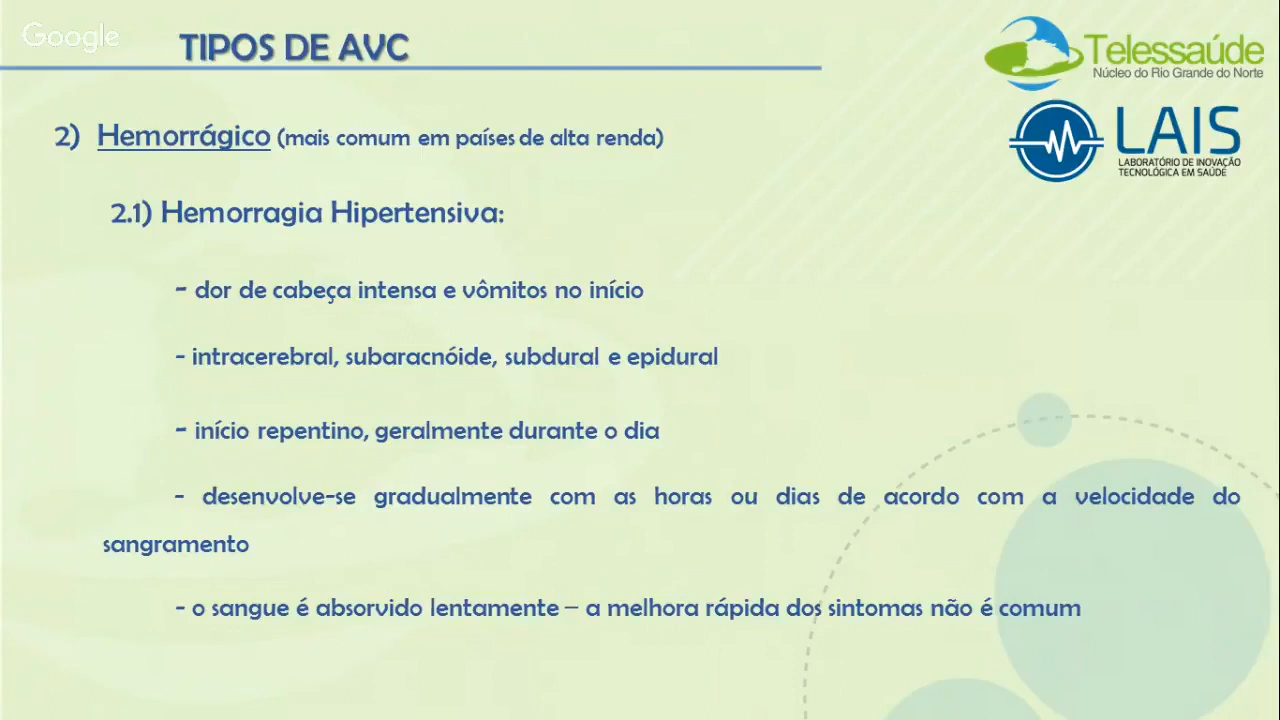 Google
TIPOS DE AVC
Telessaúde
Núcleo do Rio Grande do Norte
LAIS
LABORATÓRIO DE INOVAÇÃO
TECNOLÓGICA EM SAÚDE
2) Hemorrágico (mais comum em países de alta renda)
2.1) Hemorragia Hipertensiva:
- dor de cabeça intensa e vômitos no início
- intracerebral, subaracnóide, subdural e epidural
- início repentino, geralmente durante o dia
- desenvolve-se gradualmente com as horas ou dias de acordo com a velocidade do
sangramento
- o sangue é absorvido lentamente – a melhora rápida dos sintomas não é comum